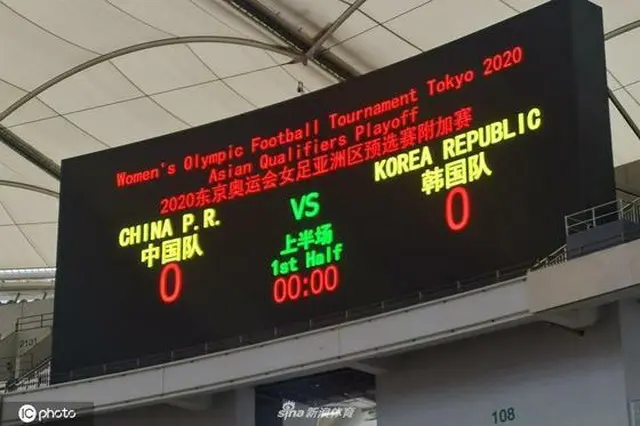 Women's Olympic Football Tournament Tokyo 2020
Asian Qualifiers Playoff
2020东京奥运会女足亚洲区预选赛附加赛
CHINA P.R. VS KOREA REPUBLIC
中国队 上半场 韩国队
0 1st Half 0
00:00
108
IC photo
sina 新浪体育